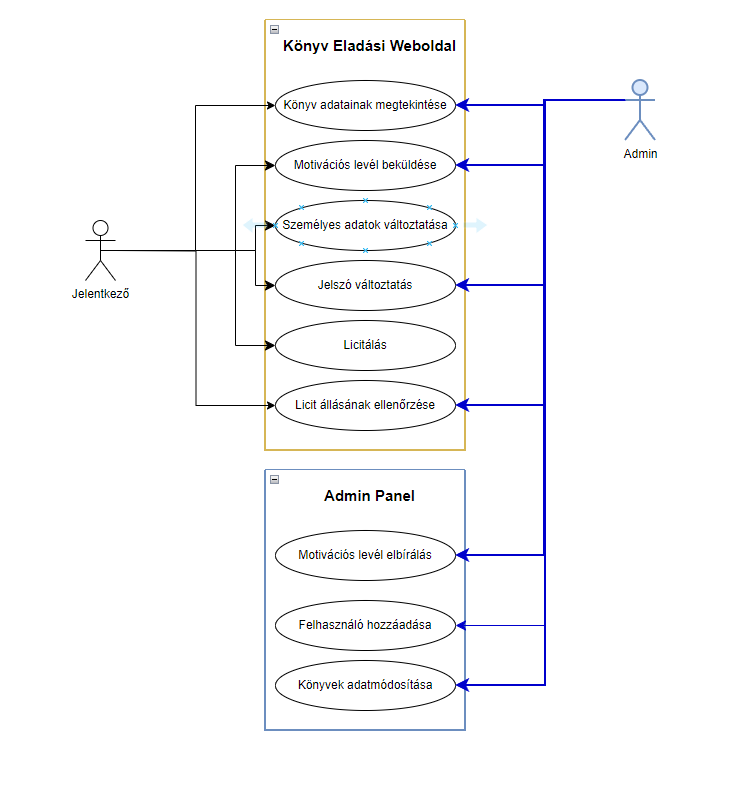 Könyv Eladási Weboldal
Könyv adatainak megtekintése
Motivációs levél beküldése
Személyes adatok változtatása
Jelszó változtatás
Licitálás
Licit állásának ellenőrzése
Jelentkező
Admin
Admin Panel
Motivációs levél elbírálás
Felhasználó hozzáadása
Könyvek adatmódosítása